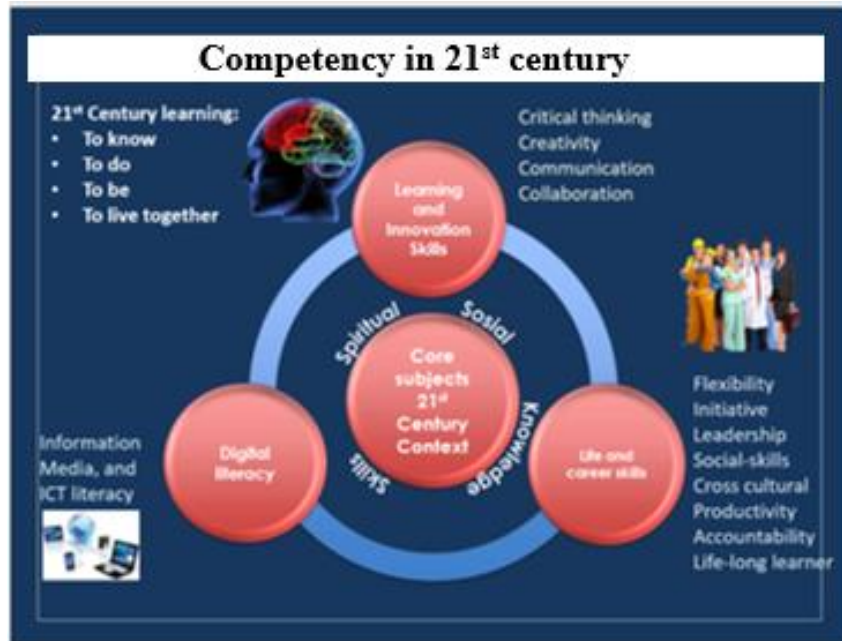 Competency in 21st century
21st Century learning:
• To know
• To do
• To be
• To live together
Critical thinking
Creativity
Communication
Collaboration
Learning
and
Innovation
Skills
Spiritual
Sosial
Core
subjects
21st
Century
Context
Skills
Knowledge
Digital
literacy
Life and
career skills
Information
Media, and
ICT literacy
Flexibility
Initiative
Leadership
Social-skills
Cross cultural
Productivity
Accountability
Life-long learner